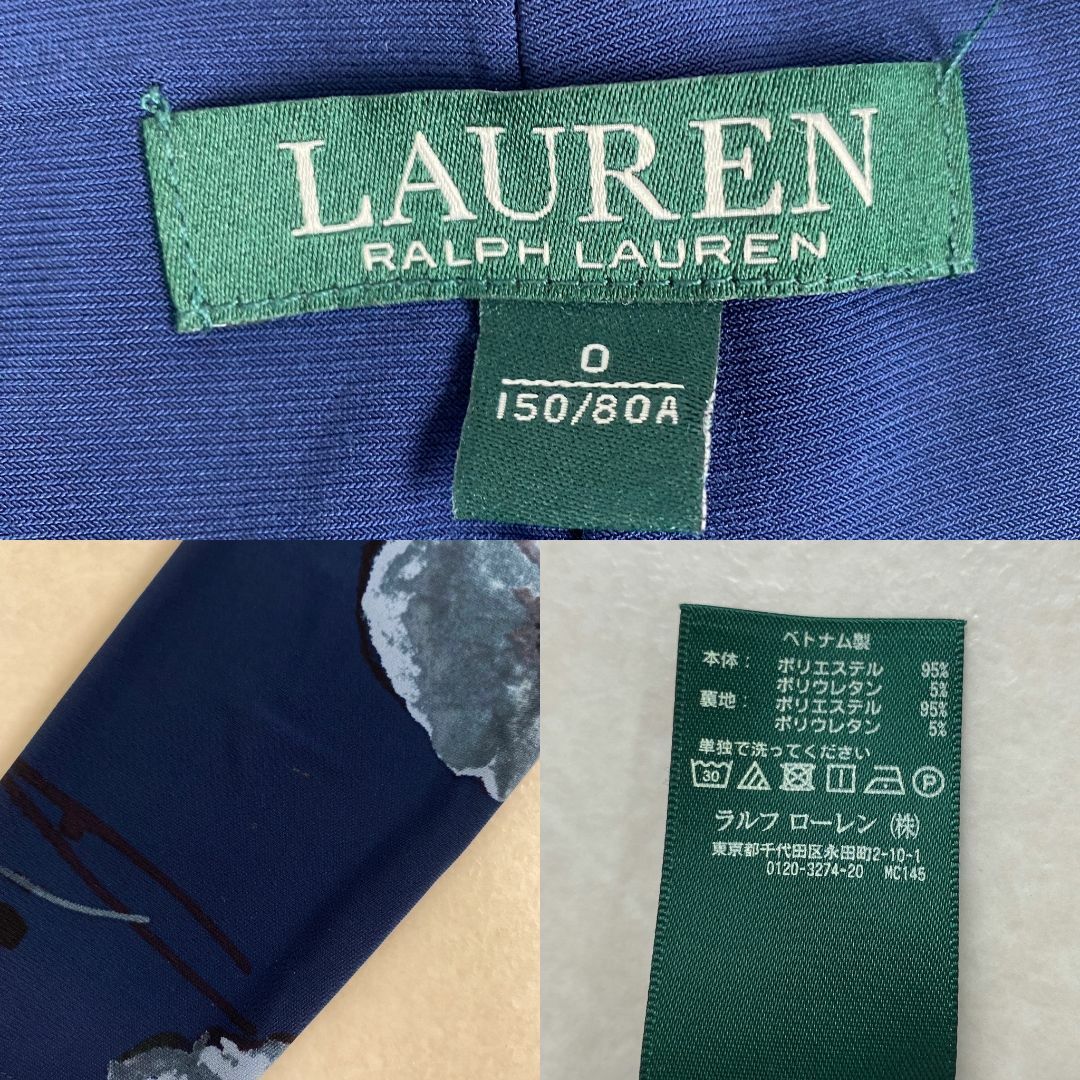 LAUREN
RALPH LAUREN
0
150/80A
ベトナム製
本体: ポリエステル 95%
ポリウレタン 5%
裏地: ポリエステル 95%
ポリウレタン 5%
単独で洗ってください
30 P
ラルフ ローレン (株)
東京都千代田区永田町2-10-1
0120-3274-20 MC145